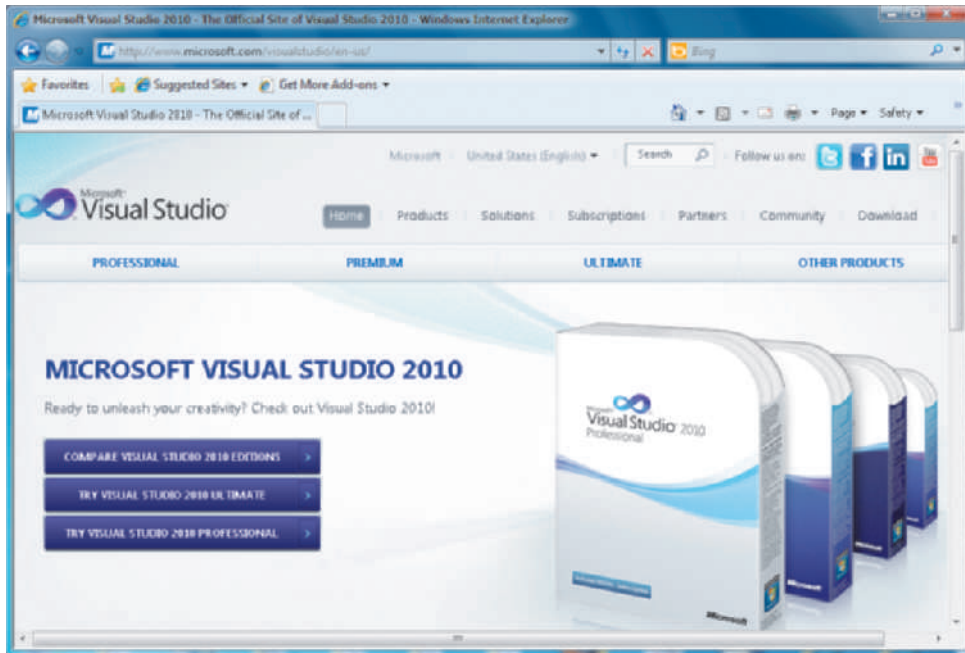 Microsoft Visual Studio 2010 - The Official Site of Visual Studio 2010 - Windows Internet Explorer
http://www.microsoft.com/visualstudio/en-us/
Bing
Favorites Suggested Sites Get More Add-ons
Microsoft Visual Studio 2010 - The Official Site of ...
Page Safety
Microsoft United States (English) Search Follow us on:
Microsoft
Visual Studio
Home Products Solutions Subscriptions Partners Community Download
PROFESSIONAL PREMIUM ULTIMATE OTHER PRODUCTS
MICROSOFT VISUAL STUDIO 2010
Ready to unleash your creativity? Check out Visual Studio 2010!
COMPARE VISUAL STUDIO 2010 EDITIONS
TRY VISUAL STUDIO 2010 ULTIMATE
TRY VISUAL STUDIO 2010 PROFESSIONAL
Visual Studio 2010
Professional
Microsoft
Microsoft